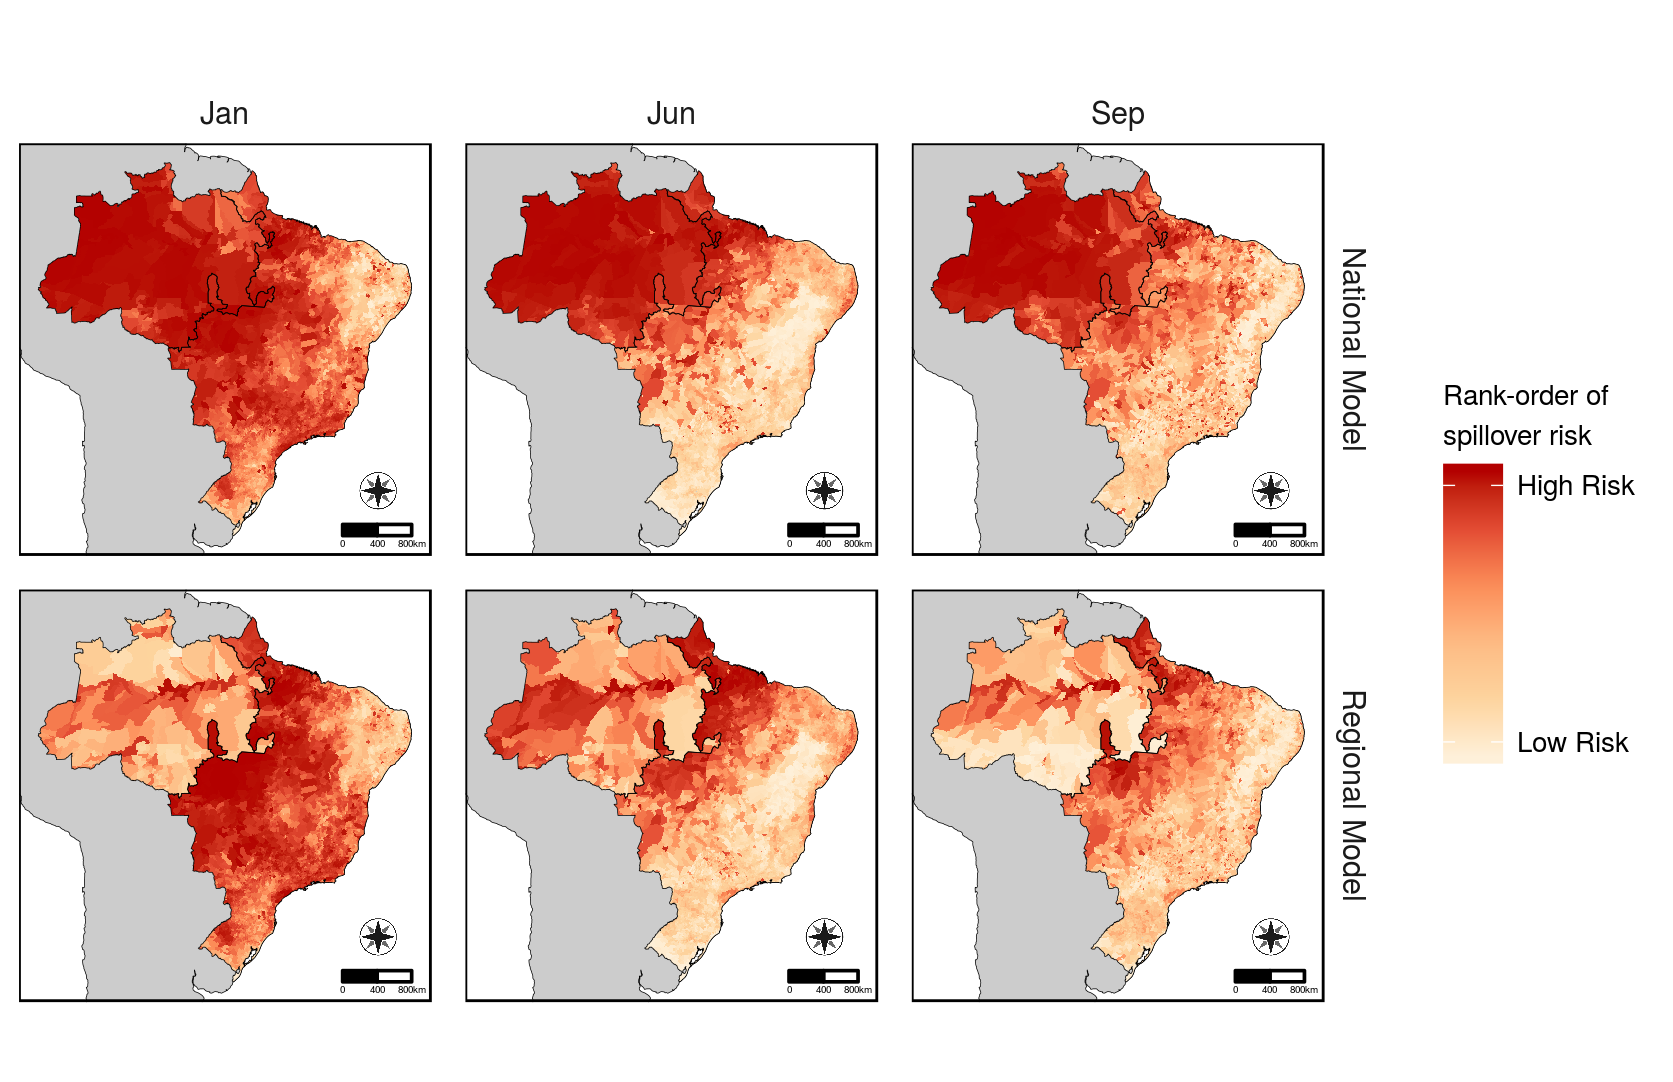 Jan
Jun
Sep
0 400 800km
0 400 800km
0 400 800km
National Model
Rank-order of
spillover risk
High Risk
Low Risk
0 400 800km
0 400 800km
0 400 800km
Regional Model